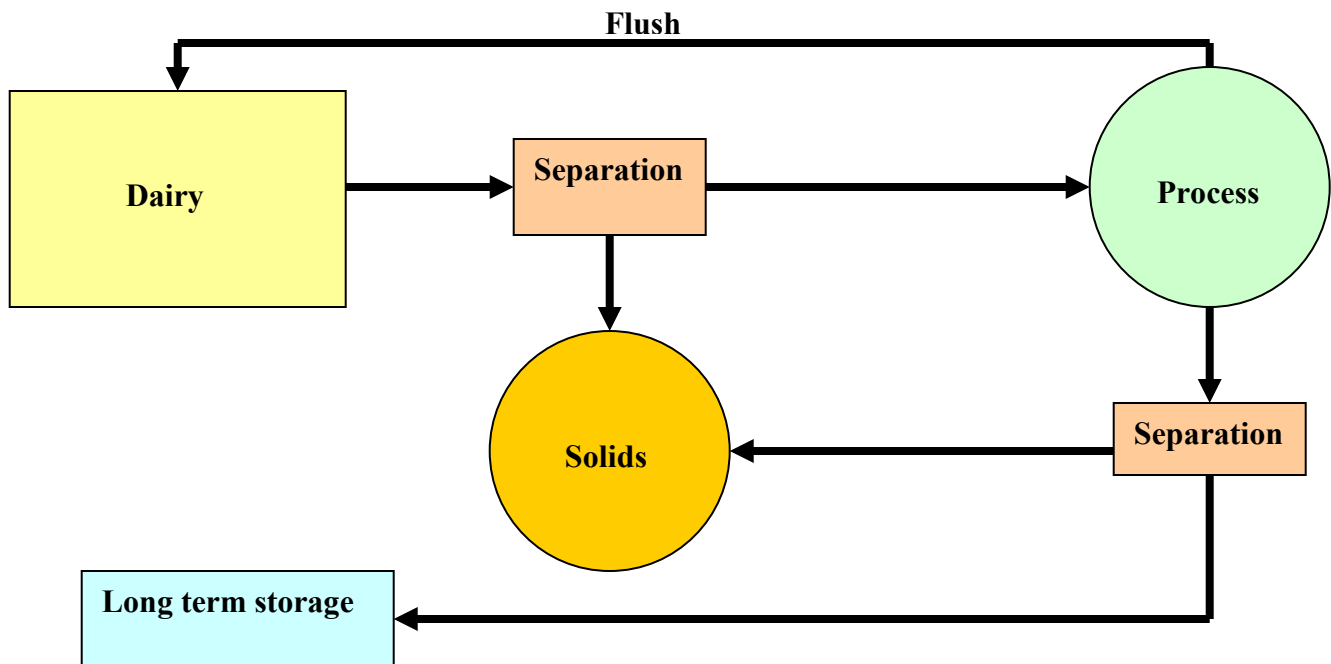 Flush
Dairy
Separation
Process
Solids
Separation
Long term storage